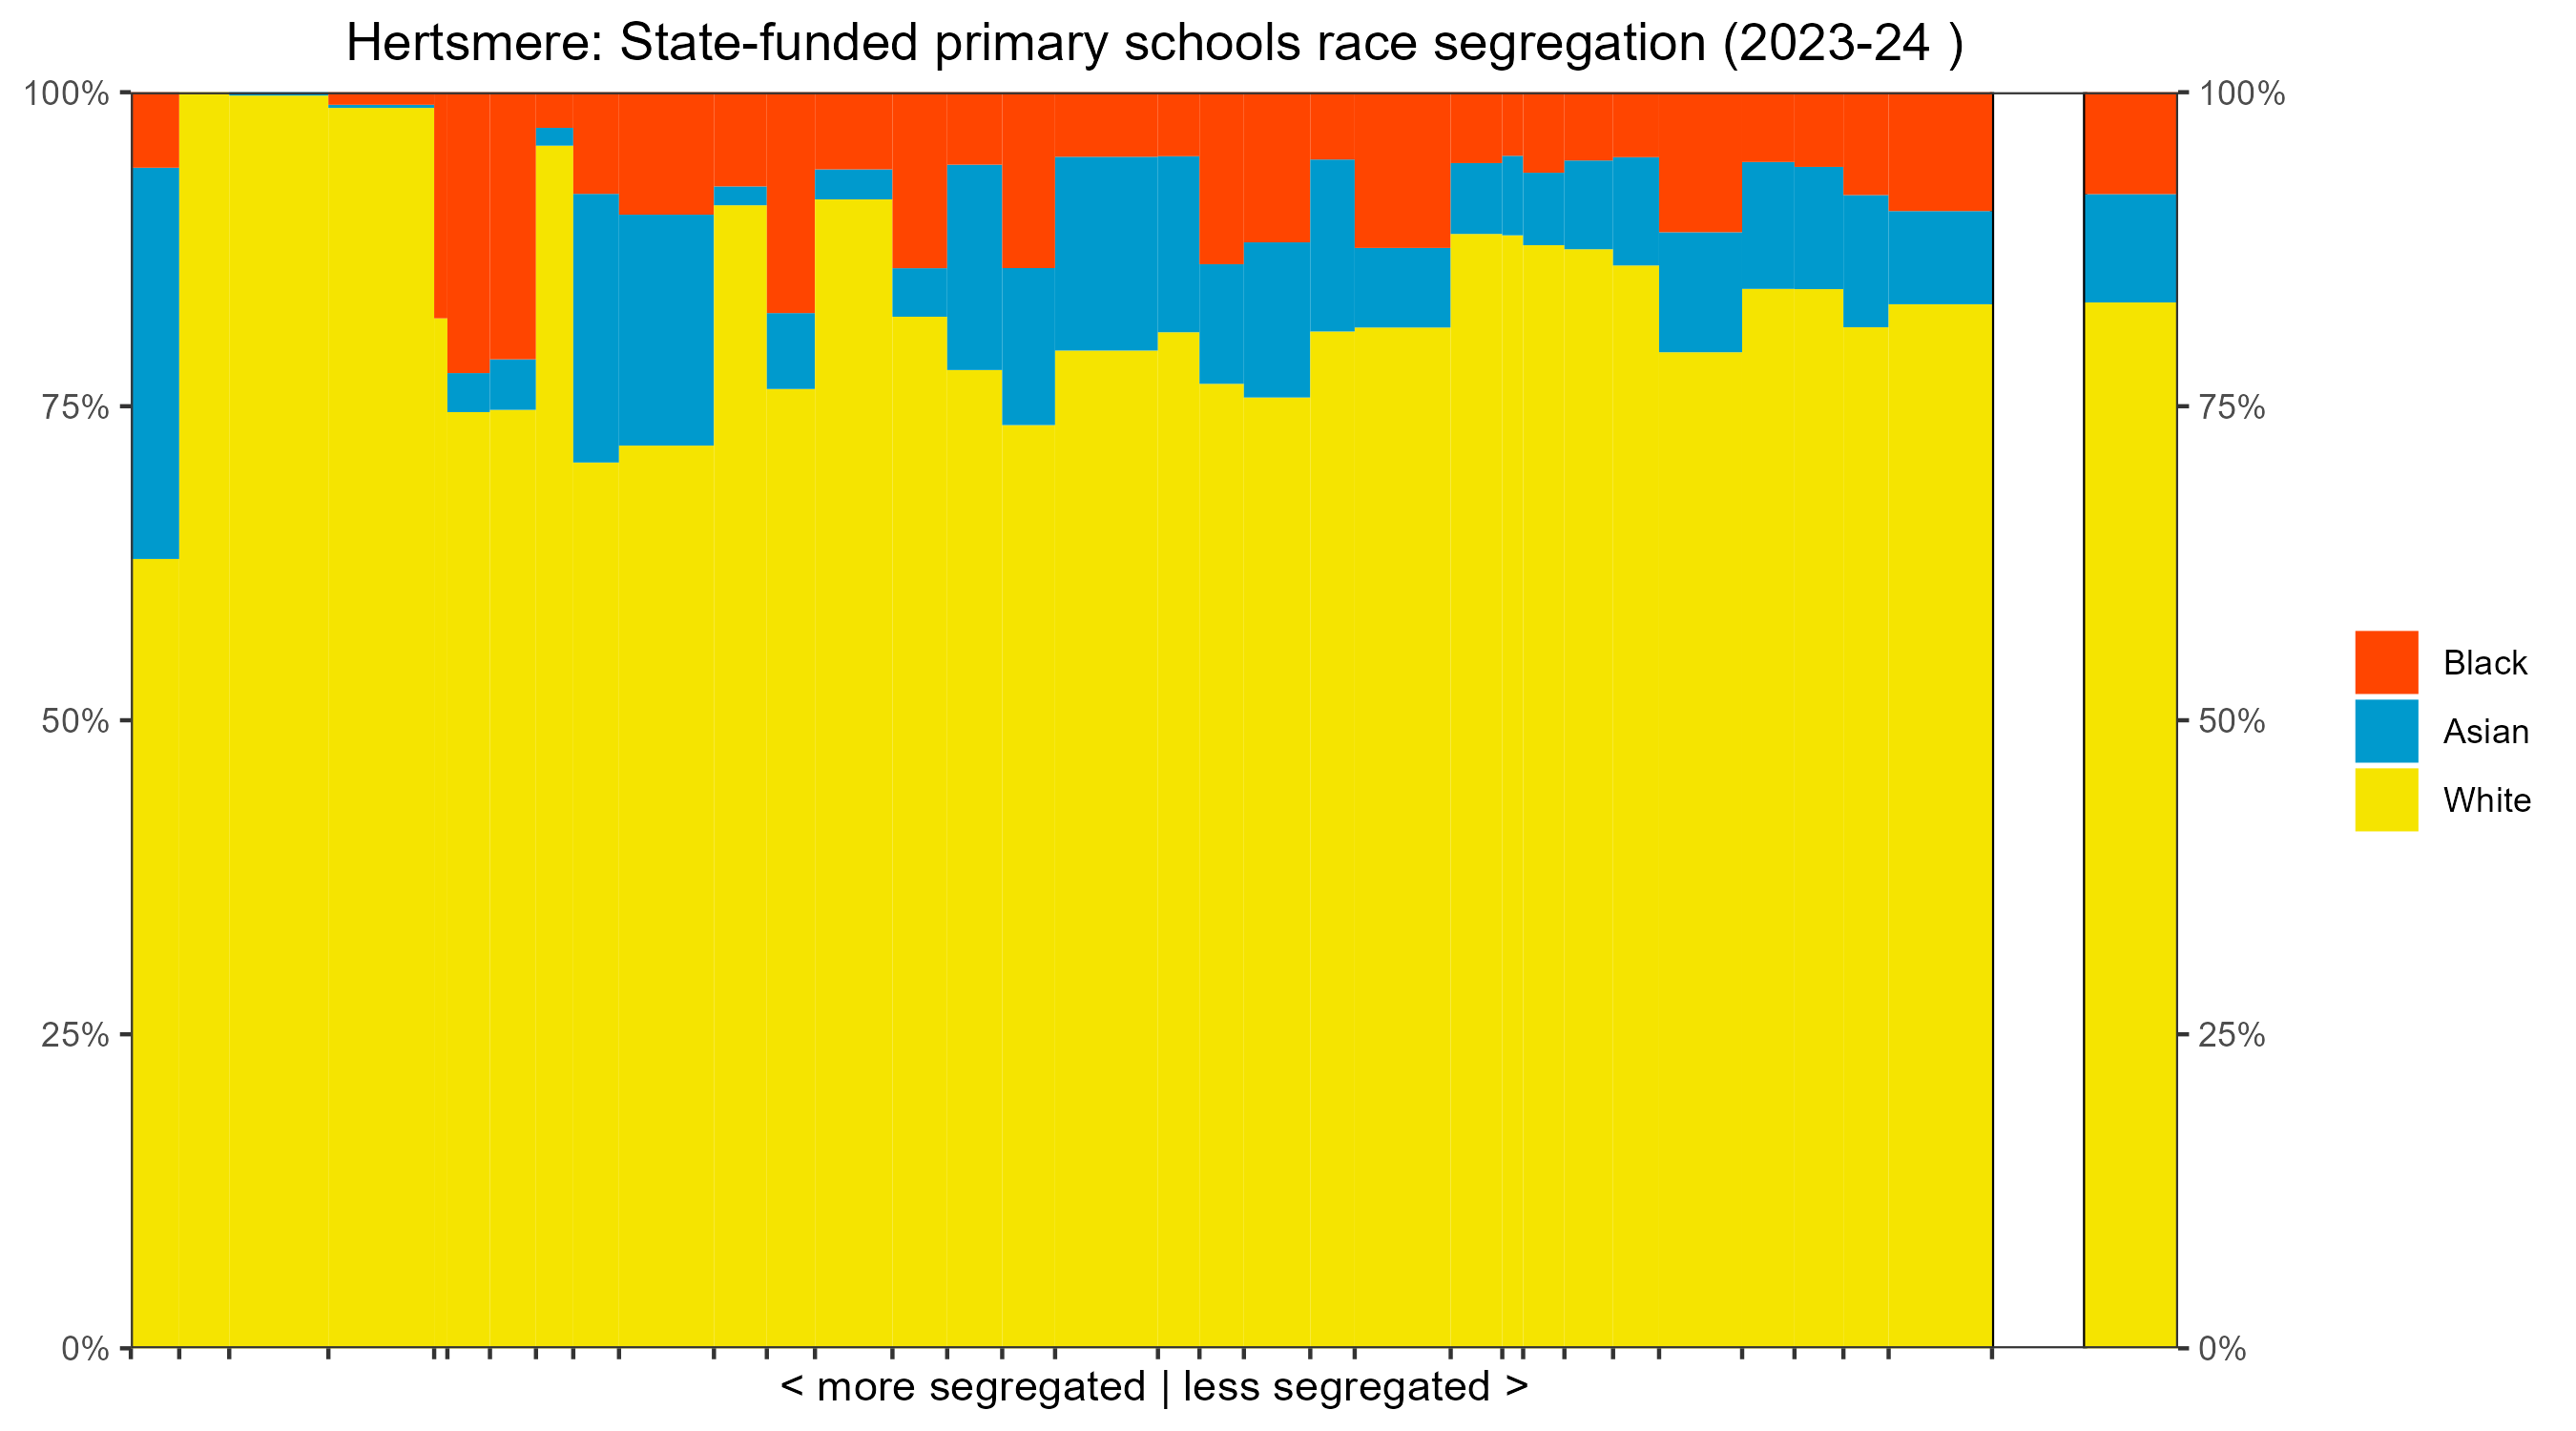 Hertsmere: State-funded primary schools race segregation (2023-24 )
100%
75%
50%
25%
0%
100%
75%
50%
25%
0%
Black
Asian
White
< more segregated | less segregated >